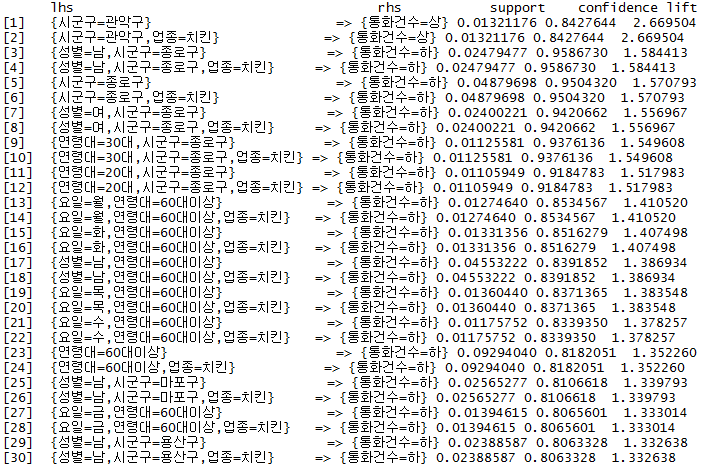 lhs rhs support confidence lift
[1] {시군구=관악구} => {통화건수=상} 0.01321176 0.8427644 2.669504
[2] {시군구=관악구,업종=치킨} => {통화건수=상} 0.01321176 0.8427644 2.669504
[3] {성별=남,시군구=종로구} => {통화건수=하} 0.02479477 0.9586730 1.584413
[4] {성별=남,시군구=종로구,업종=치킨} => {통화건수=하} 0.02479477 0.9586730 1.584413
[5] {시군구=종로구} => {통화건수=하} 0.04879698 0.9504320 1.570793
[6] {시군구=종로구,업종=치킨} => {통화건수=하} 0.04879698 0.9504320 1.570793
[7] {성별=여,시군구=종로구} => {통화건수=하} 0.02400221 0.9420662 1.556967
[8] {성별=여,시군구=종로구,업종=치킨} => {통화건수=하} 0.02400221 0.9420662 1.556967
[9] {연령대=30대,시군구=종로구} => {통화건수=하} 0.01125581 0.9376136 1.549608
[10] {연령대=30대,시군구=종로구,업종=치킨} => {통화건수=하} 0.01125581 0.9376136 1.549608
[11] {연령대=20대,시군구=종로구} => {통화건수=하} 0.01105949 0.9184783 1.517983
[12] {연령대=20대,시군구=종로구,업종=치킨} => {통화건수=하} 0.01105949 0.9184783 1.517983
[13] {요일=월,연령대=60대이상} => {통화건수=하} 0.01274640 0.8534567 1.410520
[14] {요일=월,연령대=60대이상,업종=치킨} => {통화건수=하} 0.01274640 0.8534567 1.410520
[15] {요일=화,연령대=60대이상} => {통화건수=하} 0.01331356 0.8516279 1.407498
[16] {요일=화,연령대=60대이상,업종=치킨} => {통화건수=하} 0.01331356 0.8516279 1.407498
[17] {성별=남,연령대=60대이상} => {통화건수=하} 0.04553222 0.8391852 1.386934
[18] {성별=남,연령대=60대이상,업종=치킨} => {통화건수=하} 0.04553222 0.8391852 1.386934
[19] {요일=목,연령대=60대이상} => {통화건수=하} 0.01360440 0.8371365 1.383548
[20] {요일=목,연령대=60대이상,업종=치킨} => {통화건수=하} 0.01360440 0.8371365 1.383548
[21] {요일=수,연령대=60대이상} => {통화건수=하} 0.01175752 0.8339350 1.378257
[22] {요일=수,연령대=60대이상,업종=치킨} => {통화건수=하} 0.01175752 0.8339350 1.378257
[23] {연령대=60대이상} => {통화건수=하} 0.09294040 0.8182051 1.352260
[24] {연령대=60대이상,업종=치킨} => {통화건수=하} 0.09294040 0.8182051 1.352260
[25] {성별=남,시군구=마포구} => {통화건수=하} 0.02565277 0.8106618 1.339793
[26] {성별=남,시군구=마포구,업종=치킨} => {통화건수=하} 0.02565277 0.8106618 1.339793
[27] {요일=금,연령대=60대이상} => {통화건수=하} 0.01394615 0.8065601 1.333014
[28] {요일=금,연령대=60대이상,업종=치킨} => {통화건수=하} 0.01394615 0.8065601 1.333014
[29] {성별=남,시군구=용산구} => {통화건수=하} 0.02388587 0.8063328 1.332638
[30] {성별=남,시군구=용산구,업종=치킨} => {통화건수=하} 0.02388587 0.8063328 1.332638